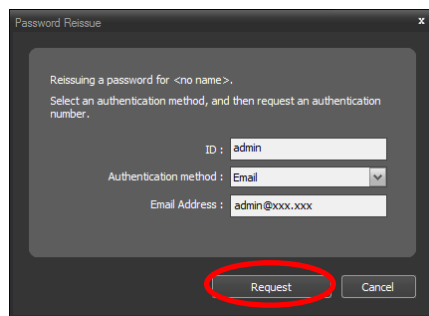 Password Reissue x
Reissuing a password for <no name>.
Select an authentication method, and then request an authentication
number.
ID : admin
Authentication method : Email
Email Address : admin@xxx.xxx
Request Cancel